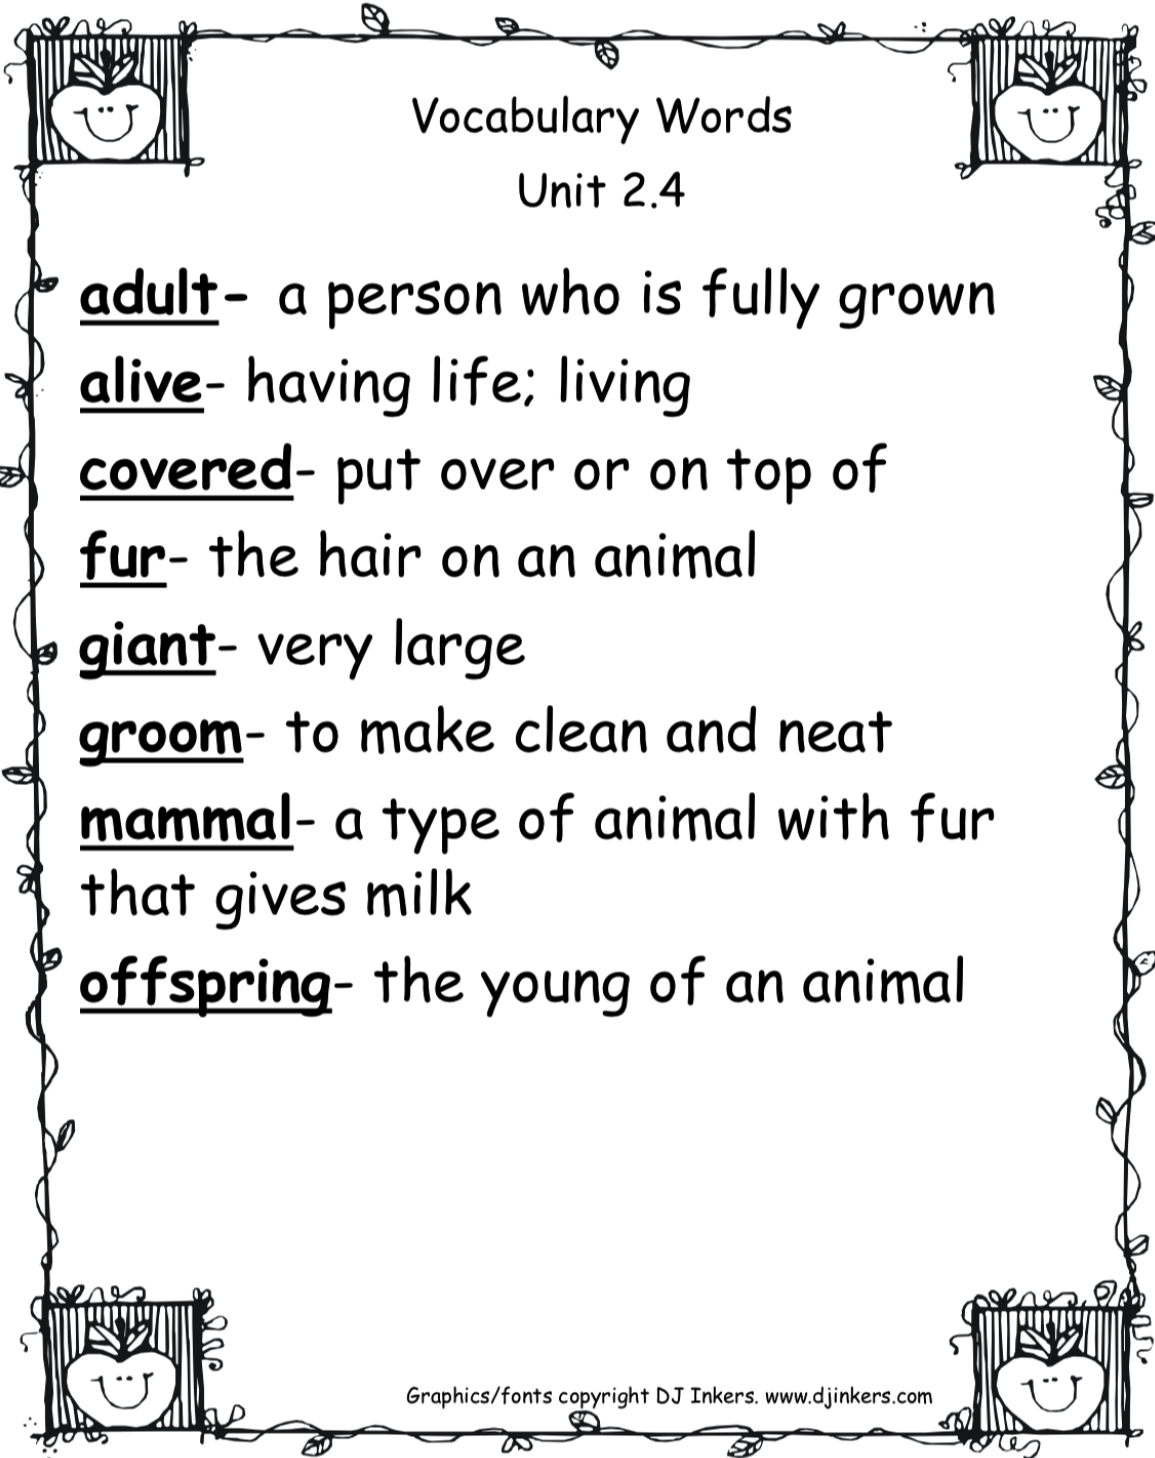 Vocabulary Words
Unit 2.4
adult- a person who is fully grown
alive- having life; living
covered- put over or on top of
fur- the hair on an animal
giant- very large
groom- to make clean and neat
mammal- a type of animal with fur
that gives milk
offspring- the young of an animal
Graphics/fonts copyright DJ Inkers. www.djinkers.com